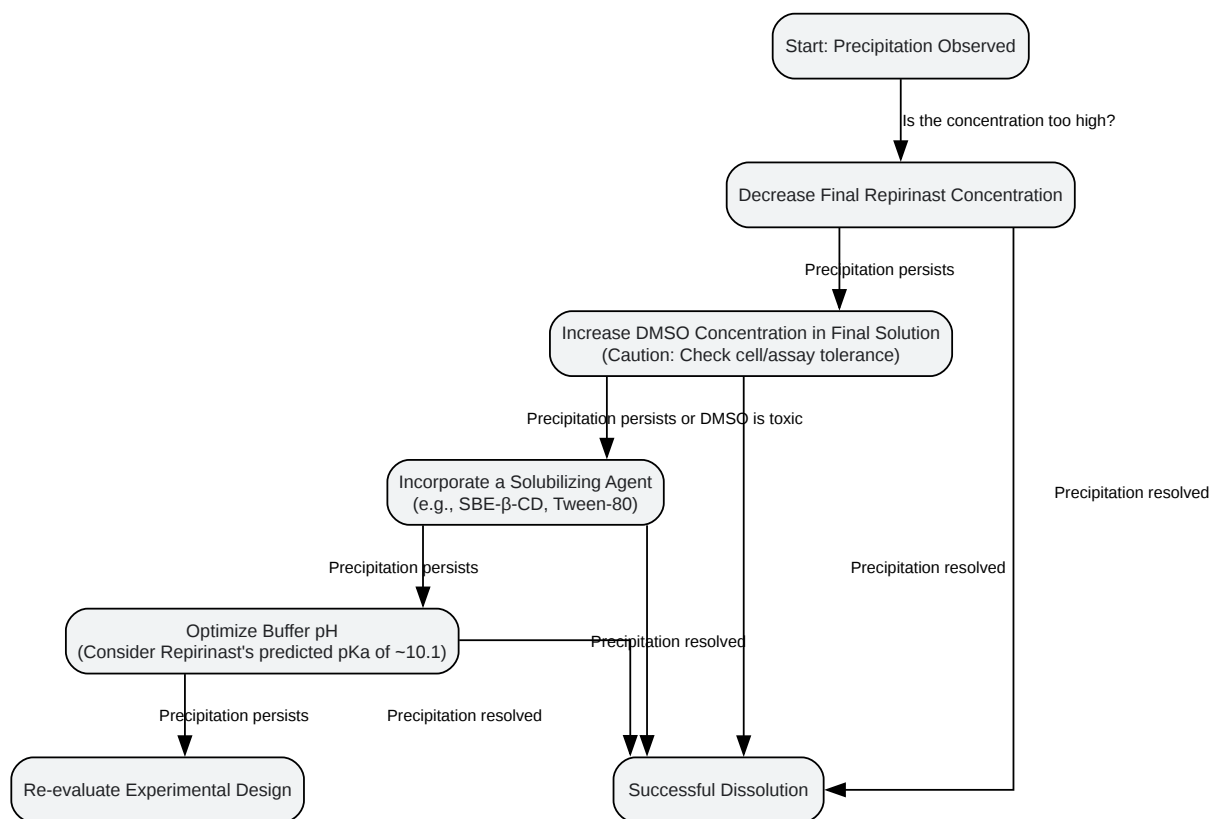 Start: Precipitation Observed
Is the concentration too high?
Decrease Final Repirinast Concentration
Precipitation persists
Increase DMSO Concentration in Final Solution
(Caution: Check cell/assay tolerance)
Precipitation persists or DMSO is toxic
Incorporate a Solubilizing Agent
(e.g., SBE-β-CD, Tween-80)
Precipitation resolved
Precipitation persists
Precipitation resolved
Optimize Buffer pH
(Consider Repirinast's predicted pKa of ~10.1)
Precipitation resolved
Precipitation persists
Precipitation resolved
Re-evaluate Experimental Design
Successful Dissolution